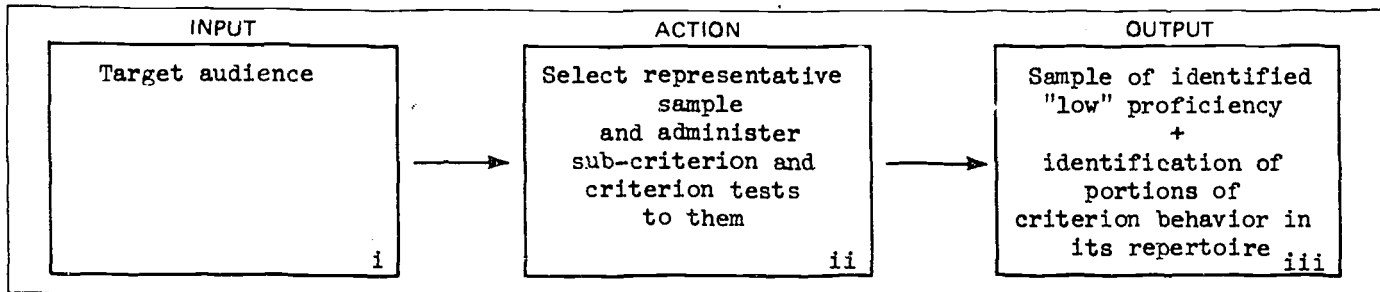 INPUT
Target audience
i
ACTION
Select representative
sample
and administer
sub-criterion and
criterion tests
to them
ii
OUTPUT
Sample of identified
"low" proficiency
+
identification of
portions of
criterion behavior in
its repertoire
iii